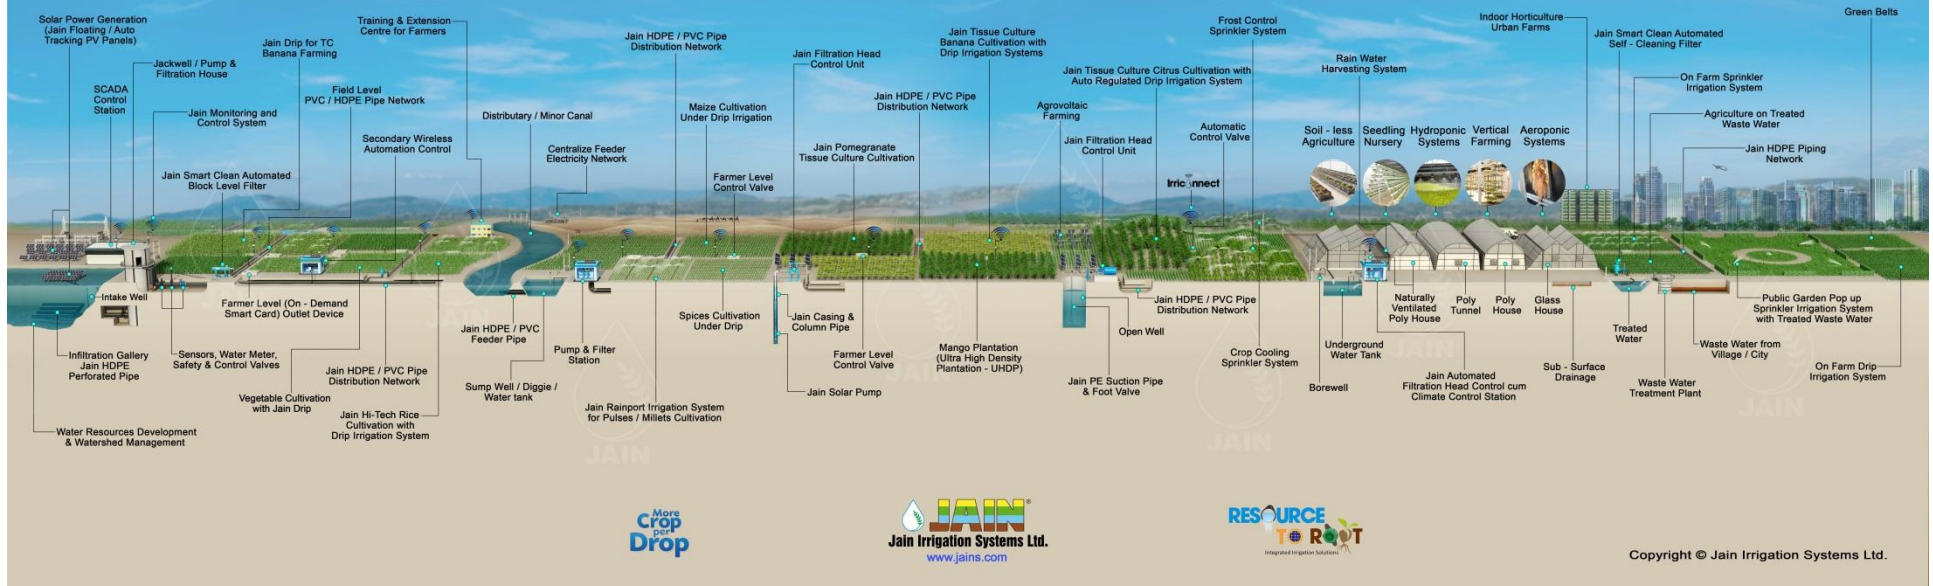 Solar Power Generation
(Jain Floating / Auto
Tracking PV Panels)
Jackwell / Pump &
Filtration House
SCADA
Control
Station
Jain Monitoring and
Control System
Jain Smart Clean Automated
Block Level Filter
Jain Drip for TC
Banana Farming
Field Level
PVC / HDPE Pipe Network
Training & Extension
Centre for Farmers
Secondary Wireless
Automation Control
Distributary / Minor Canal
Centralize Feeder
Electricity Network
Jain HDPE / PVC Pipe
Distribution Network
Maize Cultivation
Under Drip Irrigation
Farmer Level
Control Valve
Jain Filtration Head
Control Unit
Jain Pomegranate
Tissue Culture Cultivation
Jain HDPE / PVC Pipe
Distribution Network
Jain Tissue Culture
Banana Cultivation with
Drip Irrigation Systems
Agrovoltaic
Farming
Jain Tissue Culture Citrus Cultivation with
Auto Regulated Drip Irrigation System
Jain Filtration Head
Control Unit
Irriconnect
Automatic
Control Valve
Frost Control
Sprinkler System
Rain Water
Harvesting System
Soil - less
Agriculture
Seedling
Nursery
Hydroponic
Systems
Vertical
Farming
Aeroponic
Systems
Indoor Horticulture
Urban Farms
Jain Smart Clean Automated
Self - Cleaning Filter
On Farm Sprinkler
Irrigation System
Agriculture on Treated
Waste Water
Jain HDPE Piping
Network
Green Belts
Intake Well
Infiltration Gallery
Jain HDPE
Perforated Pipe
Water Resources Development
& Watershed Management
Sensors, Water Meter,
Safety & Control Valves
Farmer Level (On - Demand
Smart Card) Outlet Device
Vegetable Cultivation
with Jain Drip
Jain HDPE / PVC Pipe
Distribution Network
Jain Hi-Tech Rice
Cultivation with
Drip Irrigation System
Jain HDPE / PVC
Feeder Pipe
Sump Well / Diggie /
Water tank
Pump & Filter
Station
Jain Rainport Irrigation System
for Pulses / Millets Cultivation
Spices Cultivation
Under Drip
Jain Casing &
Column Pipe
Jain Solar Pump
Farmer Level
Control Valve
Mango Plantation
(Ultra High Density
Plantation - UHDP)
Open Well
Jain PE Suction Pipe
& Foot Valve
Jain HDPE / PVC Pipe
Distribution Network
Crop Cooling
Sprinkler System
Borewell
Underground
Water Tank
Naturally
Ventilated
Poly House
Jain Automated
Filtration Head Control cum
Climate Control Station
Poly
Tunnel
Poly
House
Glass
House
Sub - Surface
Drainage
Treated
Water
Waste Water
Treatment Plant
Waste Water from
Village / City
Public Garden Pop up
Sprinkler Irrigation System
with Treated Waste Water
On Farm Drip
Irrigation System
JAIN
JAIN
JAIN
JAIN
JAIN
More
Crop
per
Drop
JAIN®
Jain Irrigation Systems Ltd.
www.jains.com
RESOURCE
TO ROOT
Integrated Irrigation Solutions
Copyright © Jain Irrigation Systems Ltd.